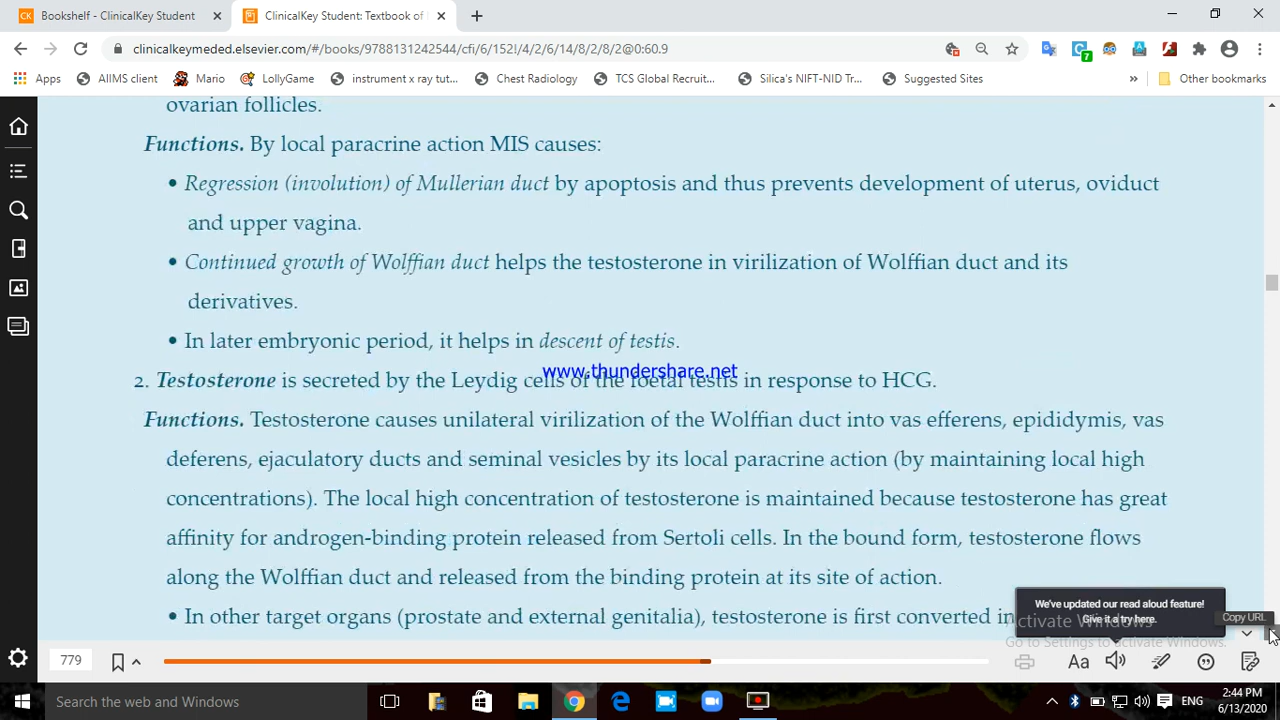 Bookshelf - ClinicalKey Student
ClinicalKey Student: Textbook of
clinicalkeymeded.elsevier.com/#/books/9788131242544/cfi/6/152!/4/2/6/14/8/2/8/2@0:60.9
Apps AIIMS client Mario LollyGame instrument x ray tut... Chest Radiology TCS Global Recruit... Silica's NIFT-NID Tr... Suggested Sites » Other bookmarks
ovarian follicles.
Functions. By local paracrine action MIS causes:
• Regression (involution) of Mullerian duct by apoptosis and thus prevents development of uterus, oviduct
and upper vagina.
• Continued growth of Wolffian duct helps the testosterone in virilization of Wolffian duct and its
derivatives.
• In later embryonic period, it helps in descent of testis.
www.thundershare.net
2. Testosterone is secreted by the Leydig cells of the foetal testis in response to HCG.
Functions. Testosterone causes unilateral virilization of the Wolffian duct into vas efferens, epididymis, vas
deferens, ejaculatory ducts and seminal vesicles by its local paracrine action (by maintaining local high
concentrations). The local high concentration of testosterone is maintained because testosterone has great
affinity for androgen-binding protein released from Sertoli cells. In the bound form, testosterone flows
along the Wolffian duct and released from the binding protein at its site of action.
• In other target organs (prostate and external genitalia), testosterone is first converted in
We've updated our read aloud feature!
Give it a try here.
Copy URL
Activate Windows
Go to Settings to activate Windows.
779
Aa
Search the web and Windows
ENG
2:44 PM
6/13/2020
7